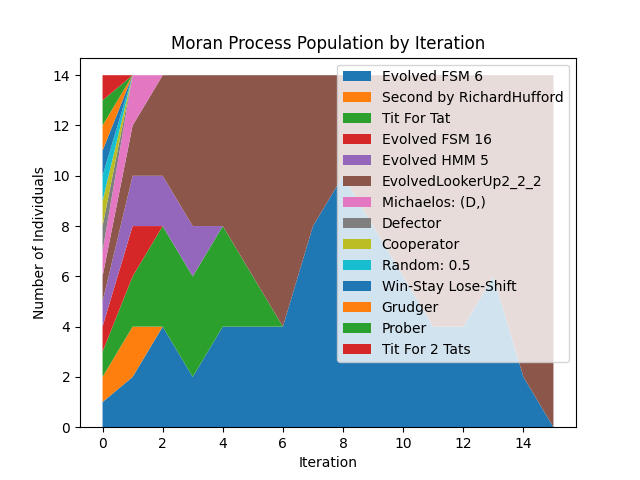 Moran Process Population by Iteration
Number of Individuals
14
12
10
8
6
4
2
0
Evolved FSM 6
Second by RichardHufford
Tit For Tat
Evolved FSM 16
Evolved HMM 5
EvolvedLookerUp2_2_2
Michaelos: (D,)
Defector
Cooperator
Random: 0.5
Win-Stay Lose-Shift
Grudger
Prober
Tit For 2 Tats
0 2 4 6 8 10 12 14
Iteration